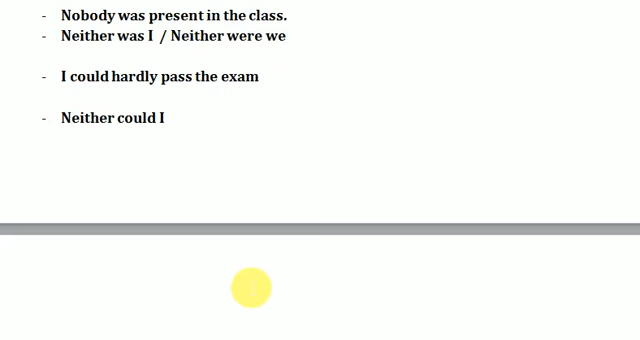 - Nobody was present in the class.
- Neither was I / Neither were we
- I could hardly pass the exam
- Neither could I